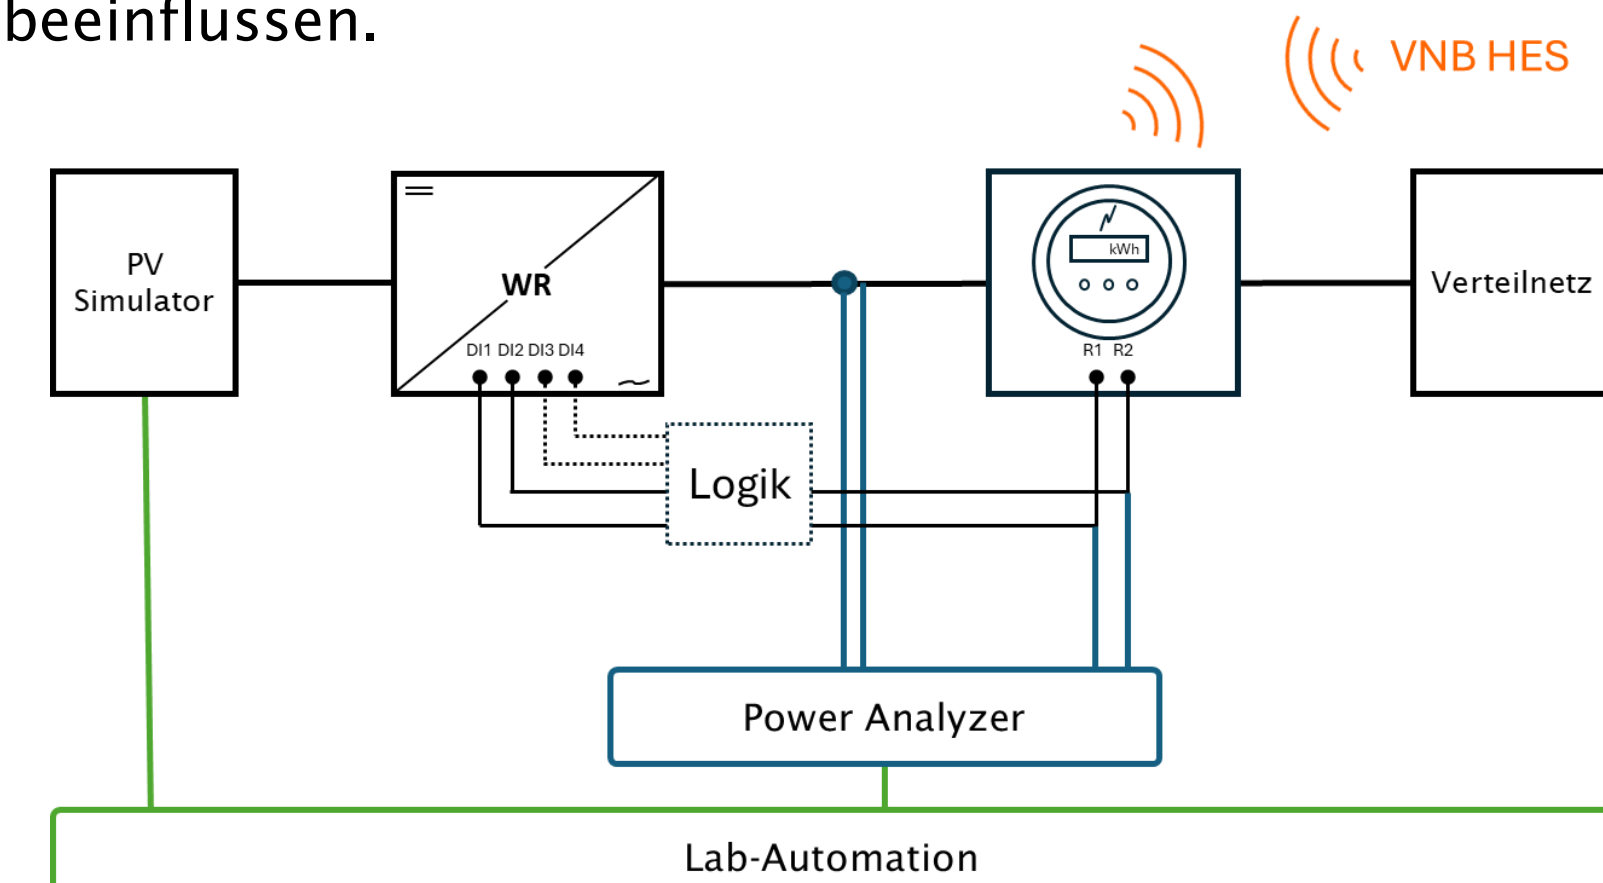 beeinflussen.
VNB HES
PV
Simulator
WR
DI1 DI2 DI3 DI4
kWh
R1 R2
Verteilnetz
Logik
Power Analyzer
Lab-Automation